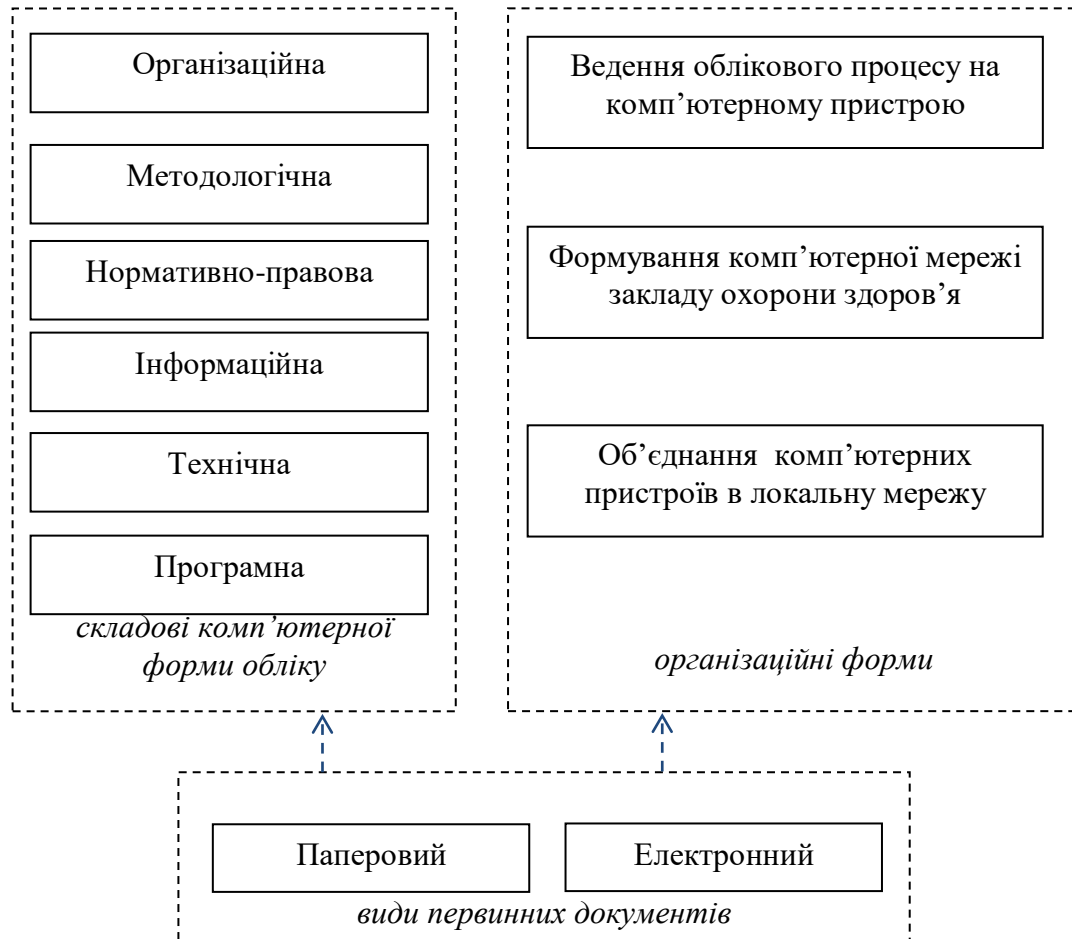 Організаційна
Методологічна
Нормативно-правова
Інформаційна
Технічна
Програмна
складові комп’ютерної
форми обліку
Ведення облікового процесу на
комп’ютерному пристрою
Формування комп’ютерної мережі
закладу охорони здоров’я
Об’єднання комп’ютерних
пристроїв в локальну мережу
організаційні форми
Паперовий
Електронний
види первинних документів